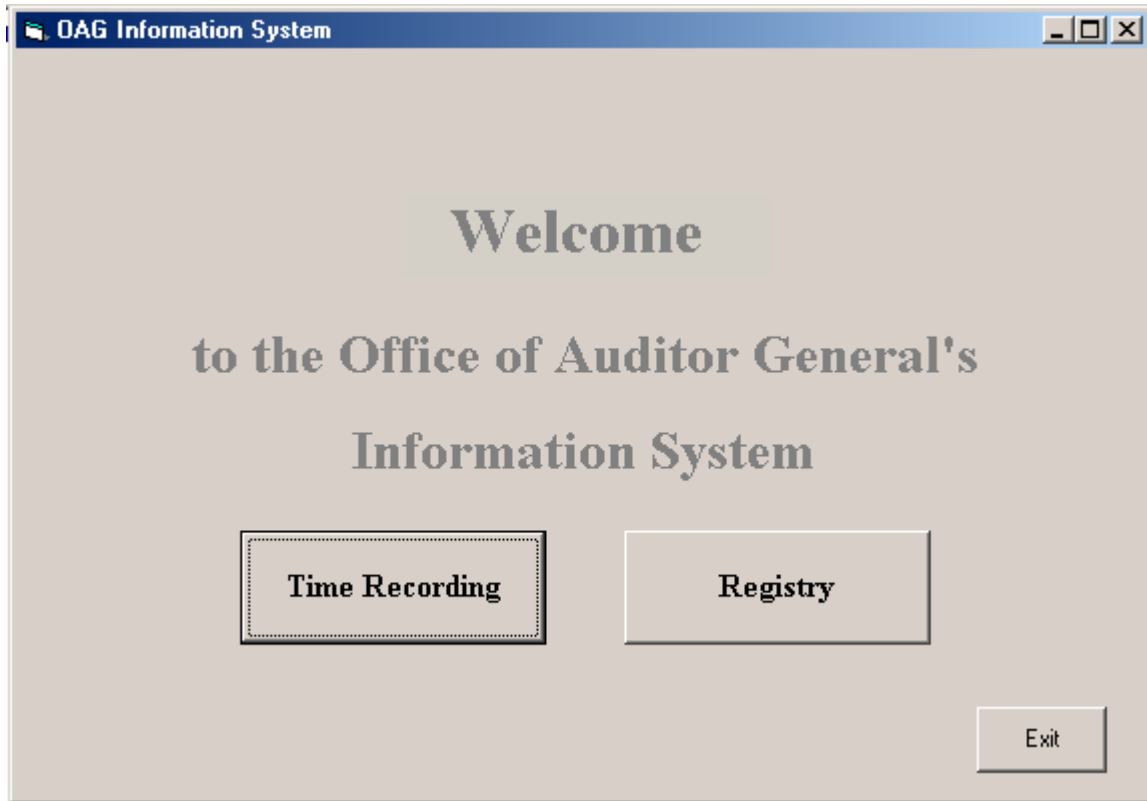 OAG Information System
Welcome
to the Office of Auditor General's
Information System
Time Recording
Registry
Exit